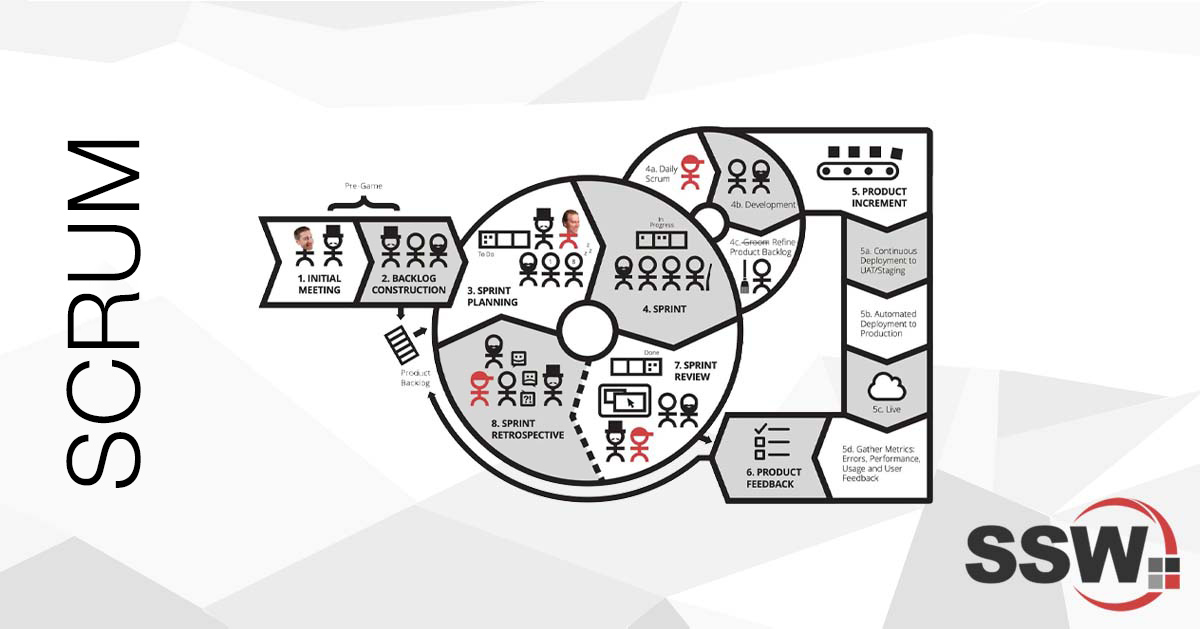 SCRUM
Pre-Game
1. INITIAL
MEETING
2. BACKLOG
CONSTRUCTION
Product
Backlog
To Do
3. SPRINT
PLANNING
z
z
z
In
Progress
4. SPRINT
4a. Daily
Scrum
4b. Development
4c. Groom Refine
Product Backlog
5. PRODUCT
INCREMENT
5a. Continuous
Deployment to
UAT/Staging
5b. Automated
Deployment to
Production
5c. Live
5d. Gather Metrics:
Errors, Performance,
Usage and User
Feedback
6. PRODUCT
FEEDBACK
Done
7. SPRINT
REVIEW
?!
8. SPRINT
RETROSPECTIVE
SSW